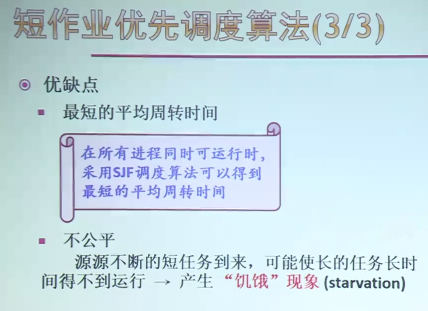 短作业优先调度算法(3/3)
优缺点
最短的平均周转时间
在所有进程同时可运行时，
采用SJF调度算法可以得到
最短的平均周转时间
不公平
源源不断的短任务到来，可能使长的任务长时
间得不到运行 → 产生 “饥饿”现象 (starvation)